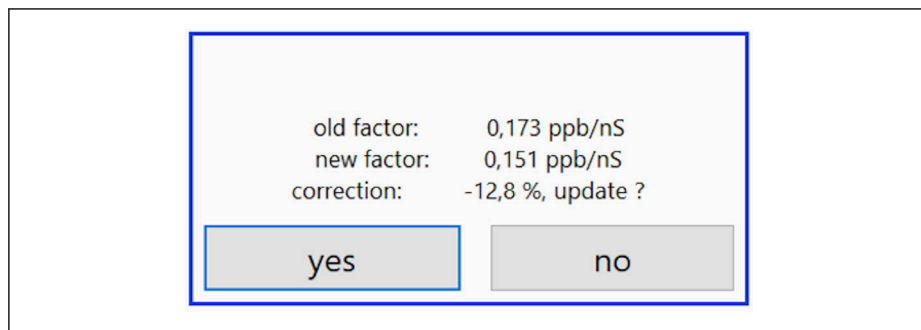 old factor: 0,173 ppb/nS
new factor: 0,151 ppb/nS
correction: -12,8 %, update ?
yes no